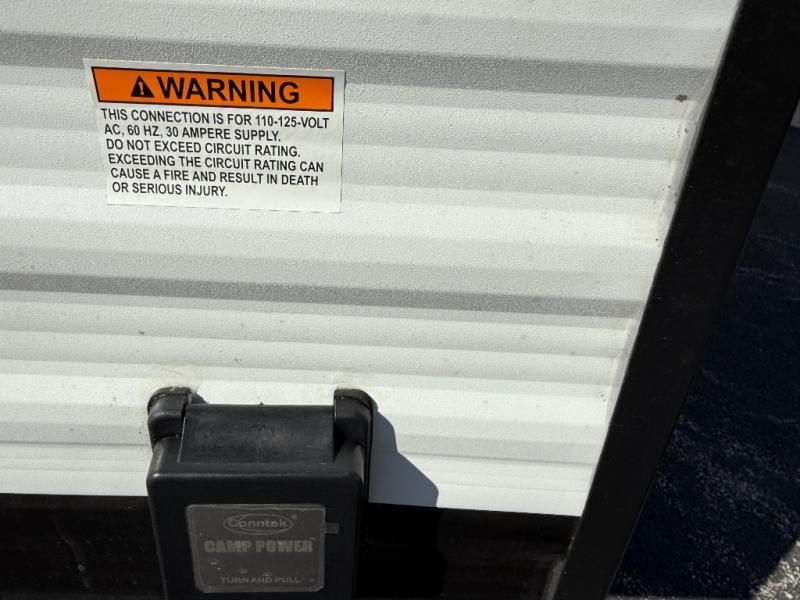 WARNING
THIS CONNECTION IS FOR 110-125-VOLT
AC, 60 HZ, 30 AMPERE SUPPLY.
DO NOT EXCEED CIRCUIT RATING.
EXCEEDING THE CIRCUIT RATING CAN
CAUSE A FIRE AND RESULT IN DEATH
OR SERIOUS INJURY.
Conntek®
CAMP POWER™
TURN AND PULL